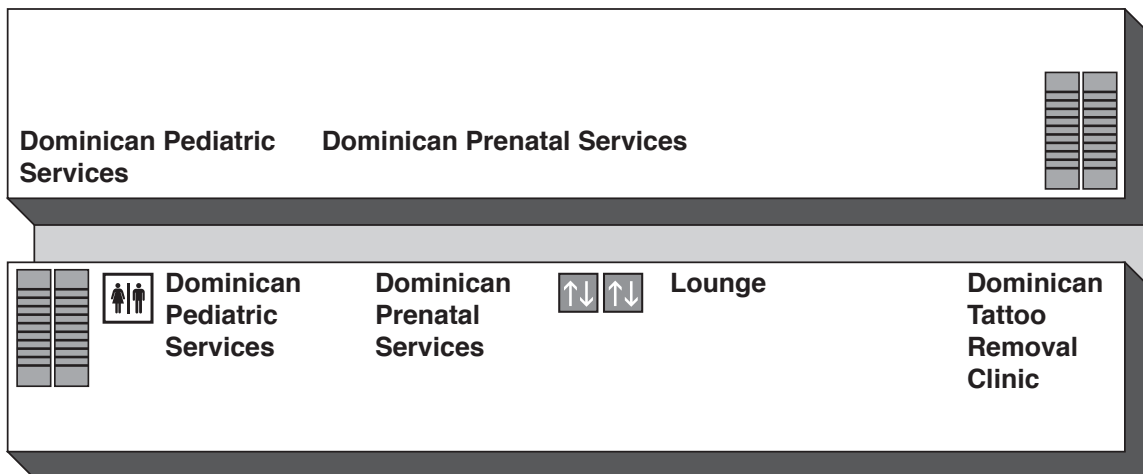 Dominican Pediatric
Services
Dominican Prenatal Services
Dominican
Pediatric
Services
Dominican
Prenatal
Services
Lounge
Dominican
Tattoo
Removal
Clinic